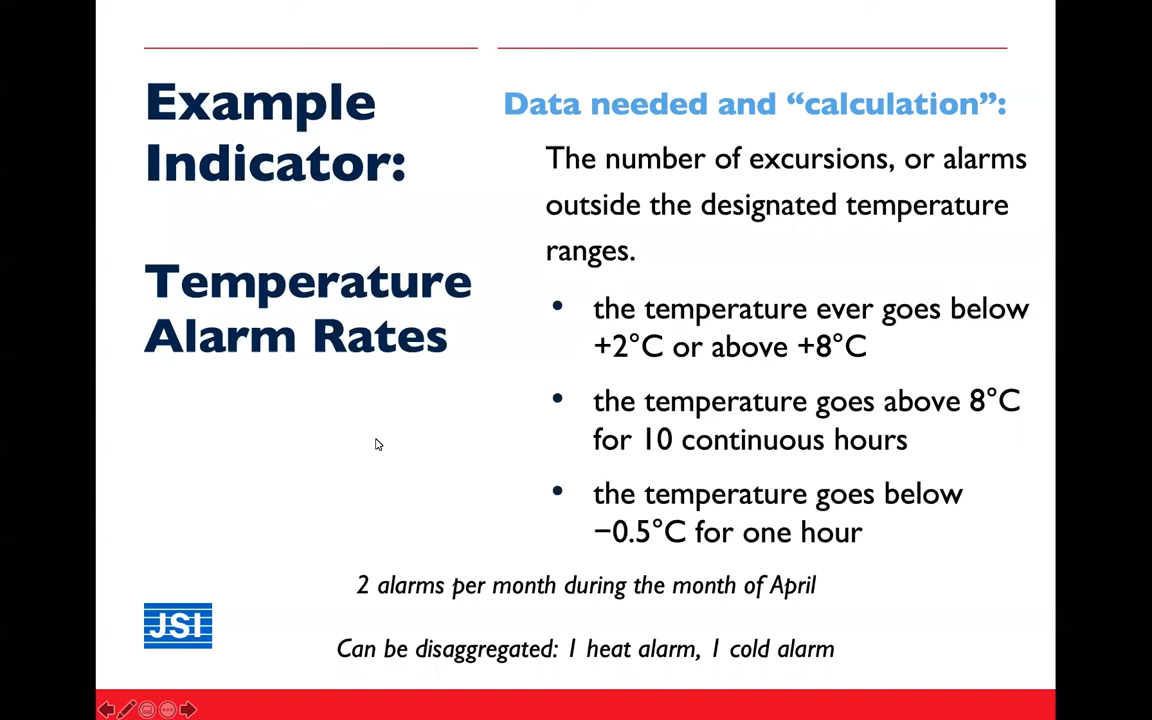 Example
Indicator:
Temperature
Alarm Rates
Data needed and “calculation”:
The number of excursions, or alarms
outside the designated temperature
ranges.
• the temperature ever goes below
+2°C or above +8°C
• the temperature goes above 8°C
for 10 continuous hours
• the temperature goes below
−0.5°C for one hour
2 alarms per month during the month of April
Can be disaggregated: 1 heat alarm, 1 cold alarm
JSI